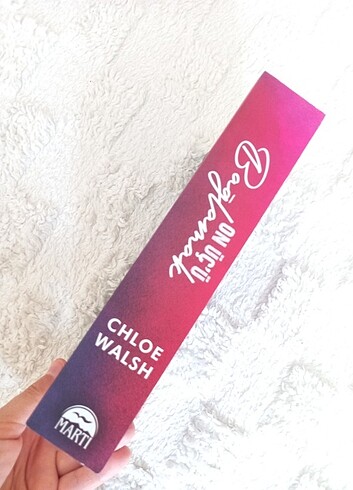 ON ÜÇ'Ü
Bağlamak
CHLOE
WALSH
MARTI